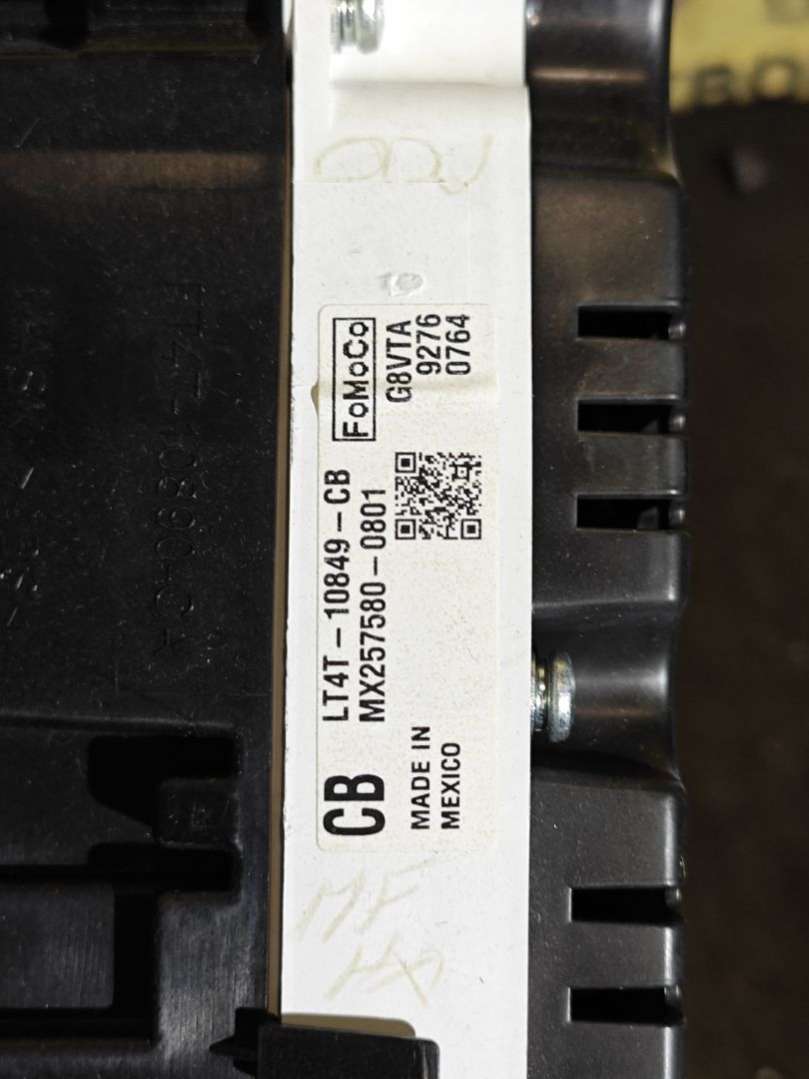 FoMoCo
G8VTA
9276
0764
LT4T-10849-CB
MX257580-0801
CB
MADE IN
MEXICO